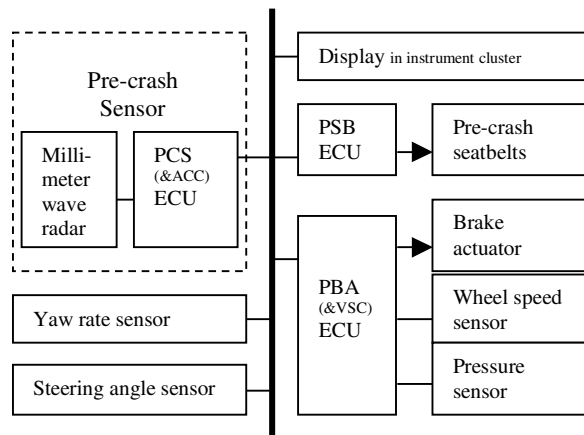 Pre-crash
Sensor
Milli-
meter
wave
radar
PCS
(&ACC)
ECU
Yaw rate sensor
Steering angle sensor
Display in instrument cluster
PSB
ECU
Pre-crash
seatbelts
PBA
(&VSC)
ECU
Brake
actuator
Wheel speed
sensor
Pressure
sensor